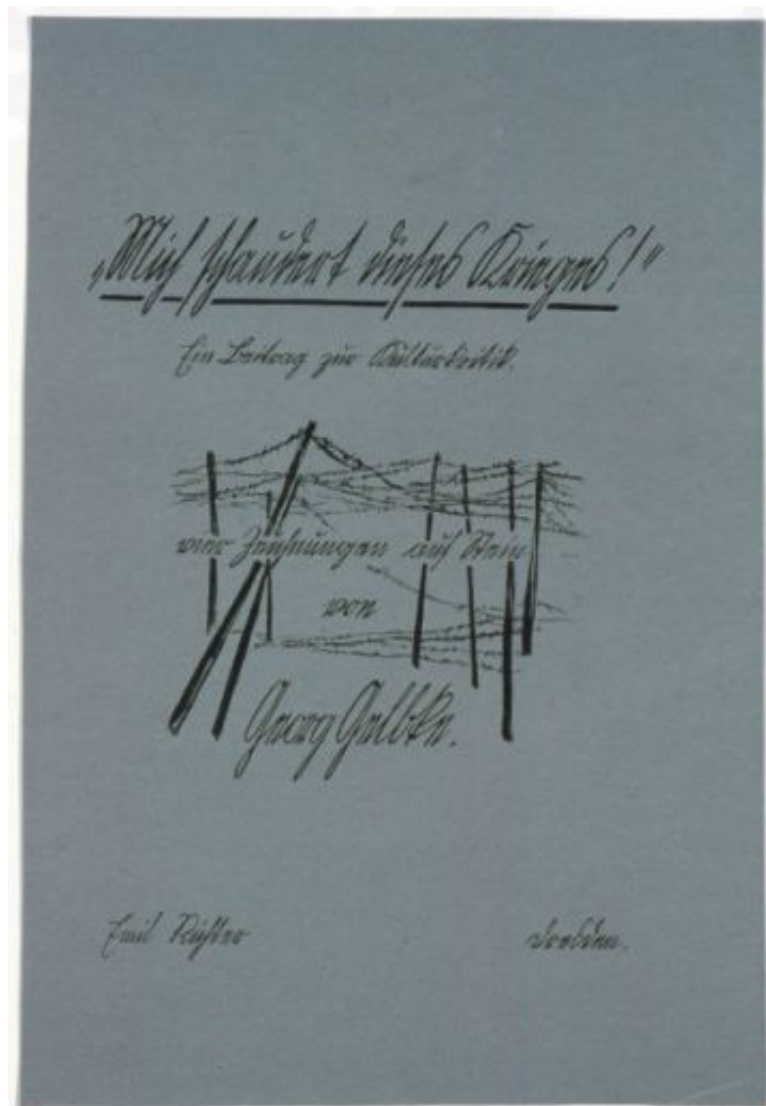 „Mich schaudert dieses Krieges!"
Ein Beitrag zur Kulturkritik.
vier Zeichnungen auf Stein
von
Georg Gelbke.
Emil Richter Dresden.